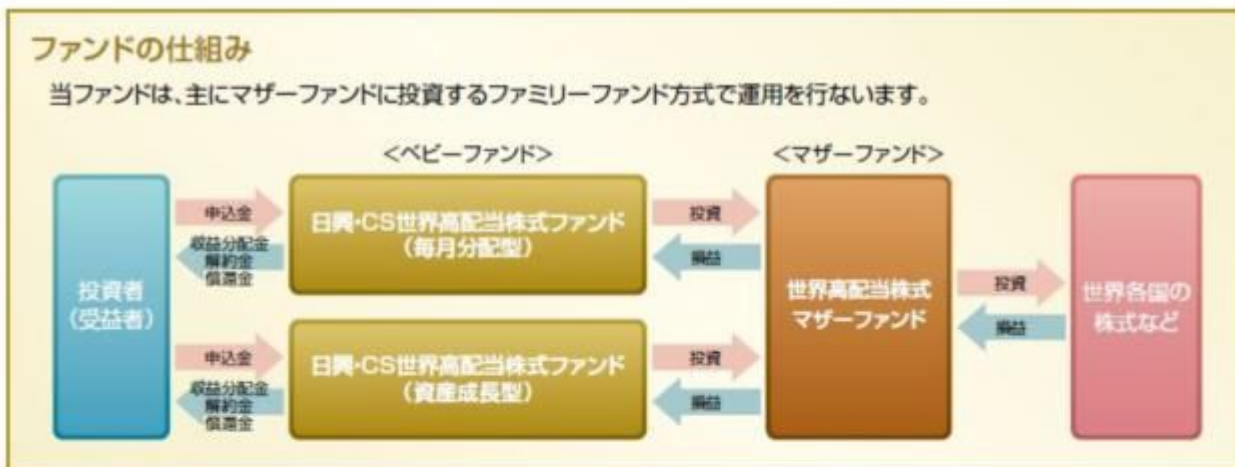 ファンドの仕組み
当ファンドは、主にマザーファンドに投資するファミリーファンド方式で運用を行ないます。
<ベビーファンド>
<マザーファンド>
投資者
(受益者)
申込金
収益分配金
解約金
償還金
日興・CS世界高配当株式ファンド
(毎月分配型)
投資
損益
申込金
収益分配金
解約金
償還金
日興・CS世界高配当株式ファンド
(資産成長型)
投資
損益
世界高配当株式
マザーファンド
投資
損益
世界各国の
株式など